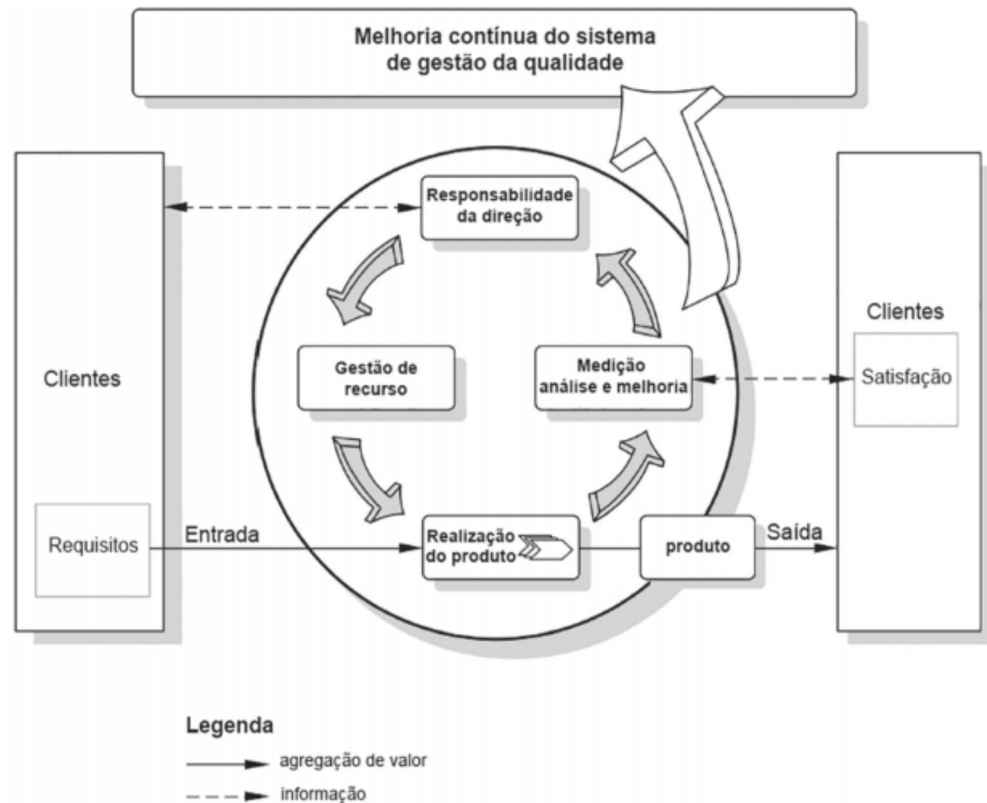 Melhoria contínua do sistema
de gestão da qualidade
Responsabilidade
da direção
Clientes
Gestão de
recurso
Medição
análise e melhoria
Clientes
Satisfação
Requisitos
Entrada
Realização
do produto
produto
Saída
Legenda
agregação de valor
informação